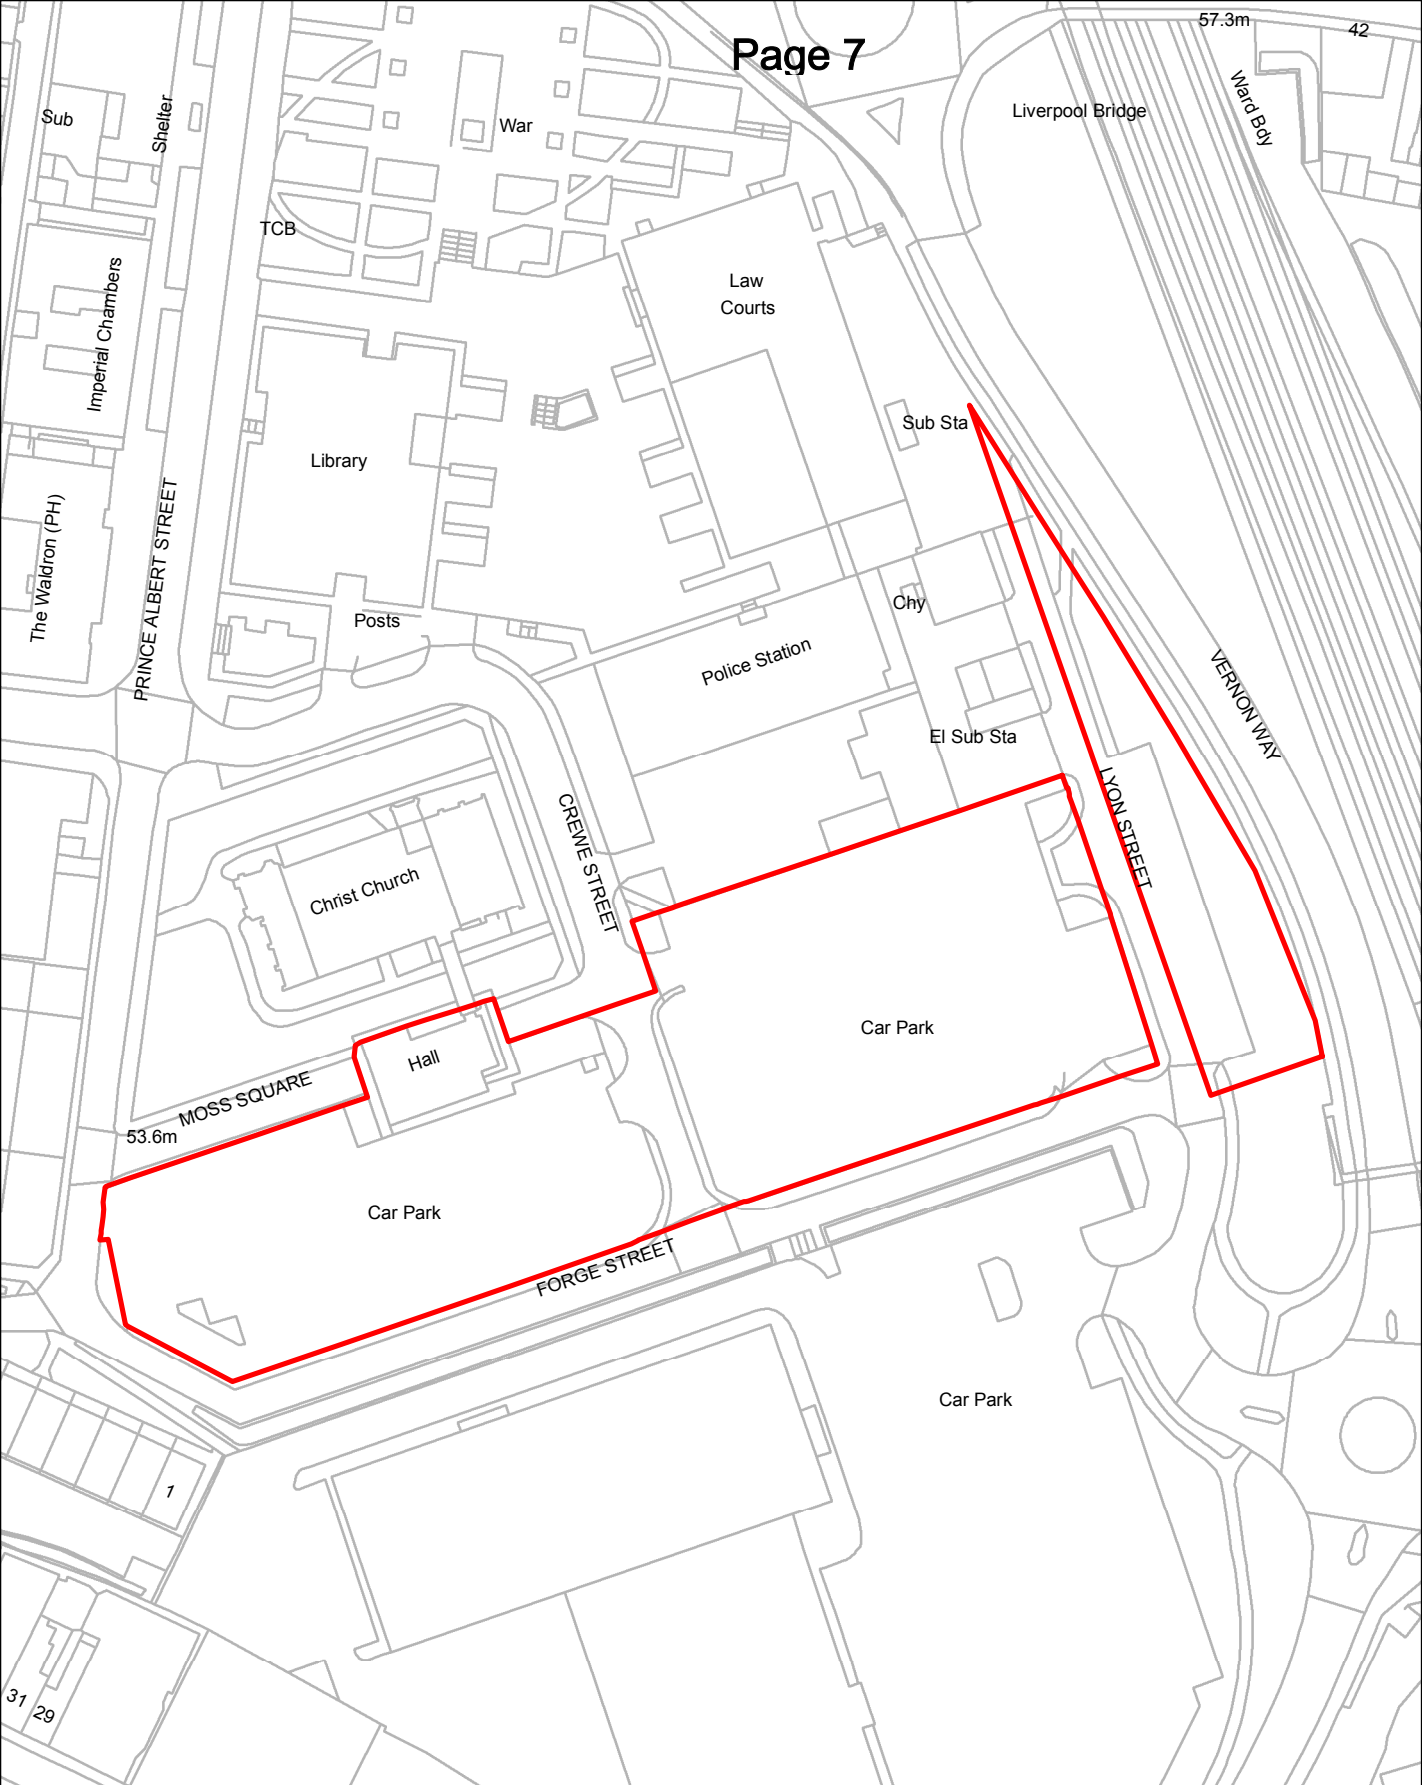 Page 7
57.3m
42
Ward Bdy
Liverpool Bridge
Sub
Shelter
War
TCB
Law
Courts
Imperial Chambers
Sub Sta
Library
The Waldron (PH)
PRINCE ALBERT STREET
Posts
Chy
Police Station
VERNON WAY
El Sub Sta
LYON STREET
CREWE STREET
Christ Church
Car Park
Hall
MOSS SQUARE
53.6m
Car Park
FORGE STREET
Car Park
1
31
29